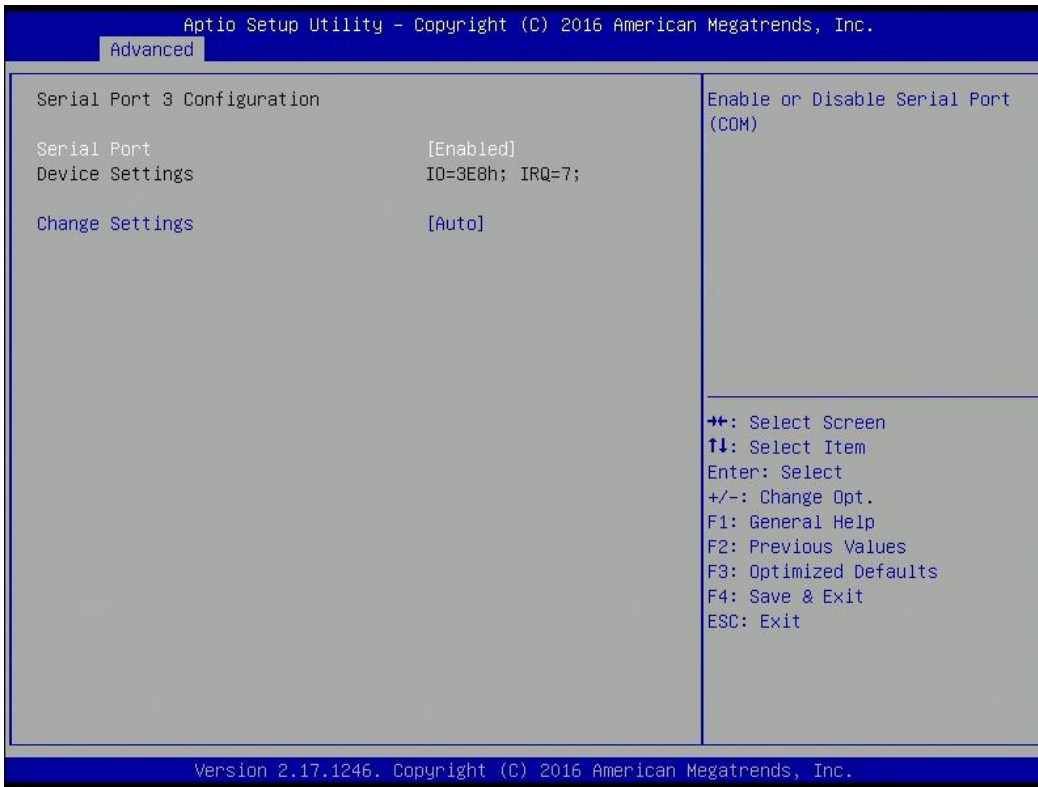 Aptio Setup Utility – Copyright (C) 2016 American Megatrends, Inc.
Advanced
Serial Port 3 Configuration
Serial Port [Enabled]
Device Settings IO=3E8h; IRQ=7;
Change Settings [Auto]
Enable or Disable Serial Port
(COM)
→←: Select Screen
↑↓: Select Item
Enter: Select
+/-: Change Opt.
F1: General Help
F2: Previous Values
F3: Optimized Defaults
F4: Save & Exit
ESC: Exit
Version 2.17.1246. Copyright (C) 2016 American Megatrends, Inc.